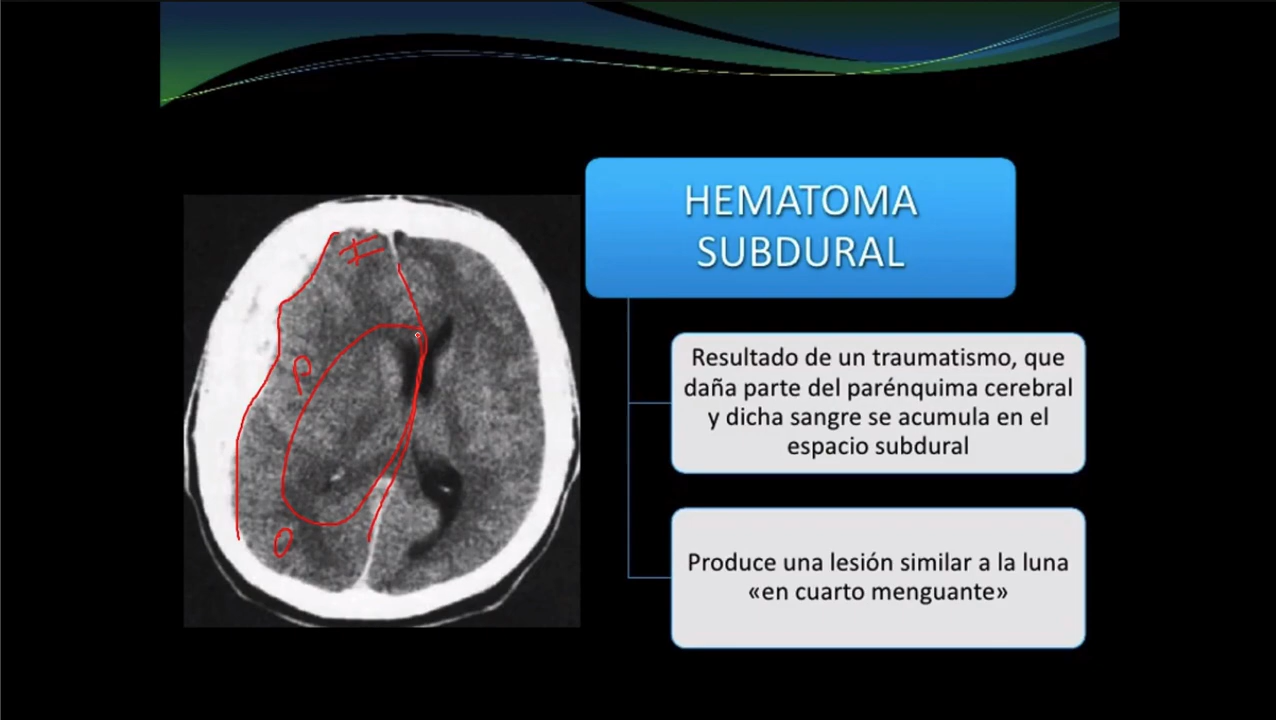 HEMATOMA
SUBDURAL
Resultado de un traumatismo, que
daña parte del parénquima cerebral
y dicha sangre se acumula en el
espacio subdural
Produce una lesión similar a la luna
«en cuarto menguante»
P
O